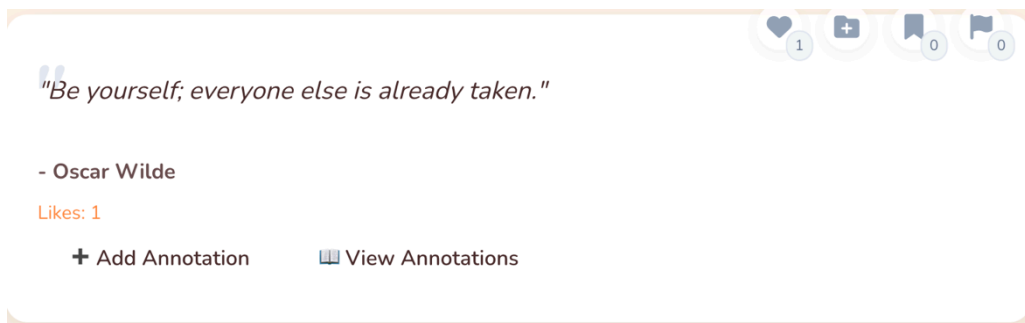 1
0
0
"Be yourself; everyone else is already taken."
- Oscar Wilde
Likes: 1
Add Annotation
View Annotations